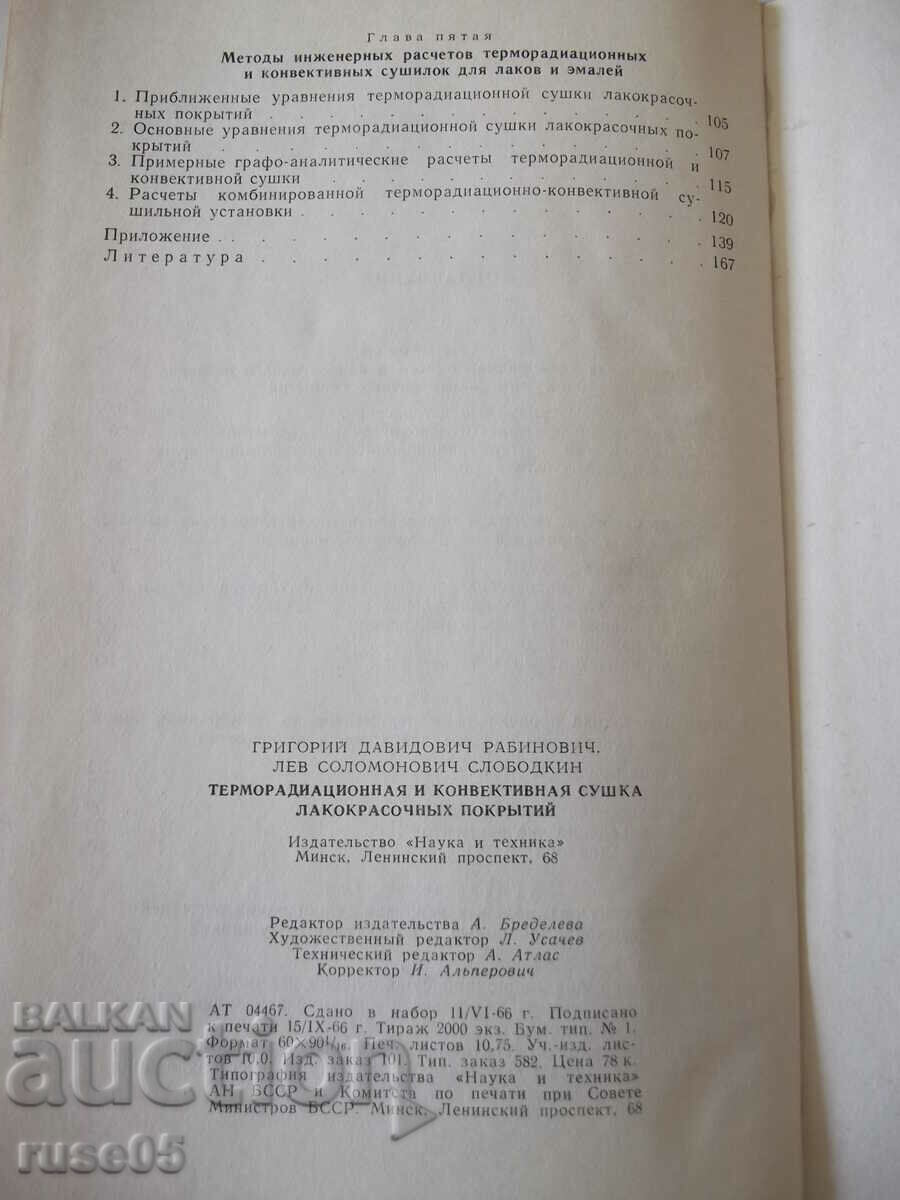 Глава пятая
Методы инженерных расчетов терморадиационных
и конвективных сушилок для лаков и эмалей
1. Приближенные уравнения терморадиационной сушки лакокрасоч-
ных покрытий . . . . . . . . . . . . . . 105
2. Основные уравнения терморадиационной сушки лакокрасочных по-
крытий . . . . . . . . . . . . . . . . 107
3. Примерные графо-аналитические расчеты терморадиационной и
конвективной сушки . . . . . . . . . . . . 115
4. Расчеты комбинированной терморадиационно-конвективной су-
шильной установки . . . . . . . . . . . . . 120
Приложение . . . . . . . . . . . . . . . . 139
Литература . . . . . . . . . . . . . . . 167
ГРИГОРИЙ ДАВИДОВИЧ РАБИНОВИЧ,
ЛЕВ СОЛОМОНОВИЧ СЛОБОДКИН
ТЕРМОРАДИАЦИОННАЯ И КОНВЕКТИВНАЯ СУШКА
ЛАКОКРАСОЧНЫХ ПОКРЫТИЙ
Издательство «Наука и техника»
Минск, Ленинский проспект, 68
Редактор издательства А. Бределева
Художественный редактор Л. Усачев
Технический редактор А. Атлас
Корректор И. Альперович
АТ 04467. Сдано в набор 11/VI-66 г. Подписано
к печати 15/IX-66 г. Тираж 2000 экз. Бум. тип. № 1.
Формат 60×90 1/16. Печ. листов 10,75. Уч.-изд. лис-
тов 10,0. Изд. заказ 101. Тип. заказ 582. Цена 78 к.
Типография издательства «Наука и техника»
АН БССР и Комитета по печати при Совете
Министров БССР. Минск, Ленинский проспект, 68
BALKAN
auction
ruse05